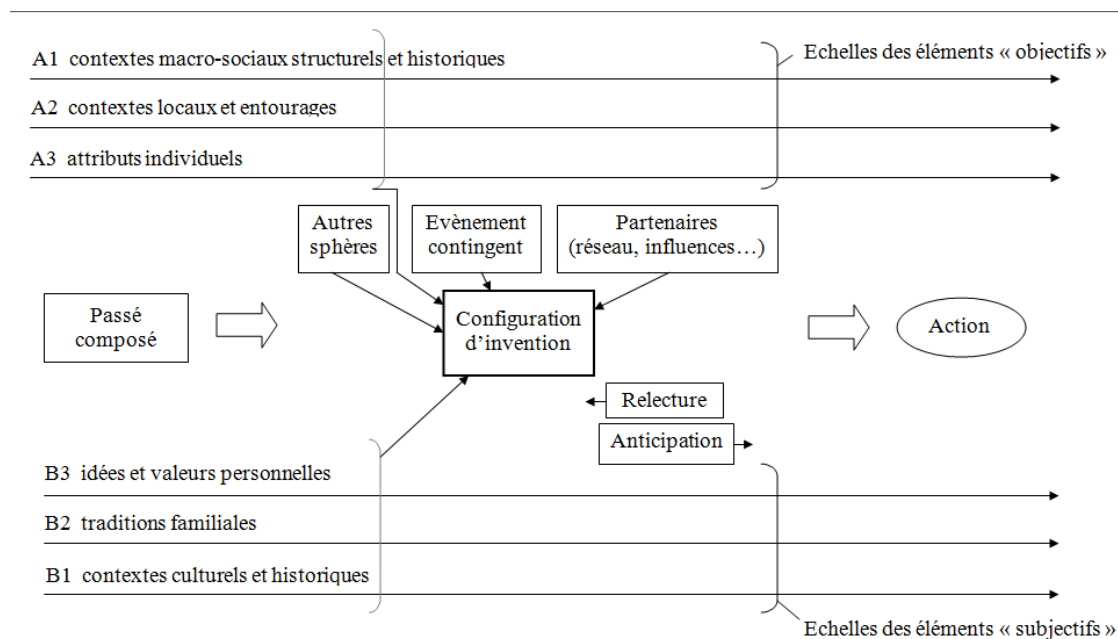 A1 contextes macro-sociaux structurels et historiques
Echelles des éléments « objectifs »
A2 contextes locaux et entourages
A3 attributs individuels
Autres
sphères
Evènement
contingent
Partenaires
(réseau, influences…)
Passé
composé
Configuration
d’invention
Action
Relecture
Anticipation
B3 idées et valeurs personnelles
B2 traditions familiales
B1 contextes culturels et historiques
Echelles des éléments « subjectifs »